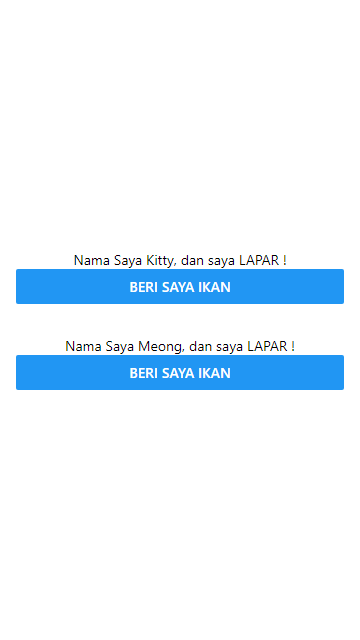 Nama Saya Kitty, dan saya LAPAR !
BERI SAYA IKAN
Nama Saya Meong, dan saya LAPAR !
BERI SAYA IKAN